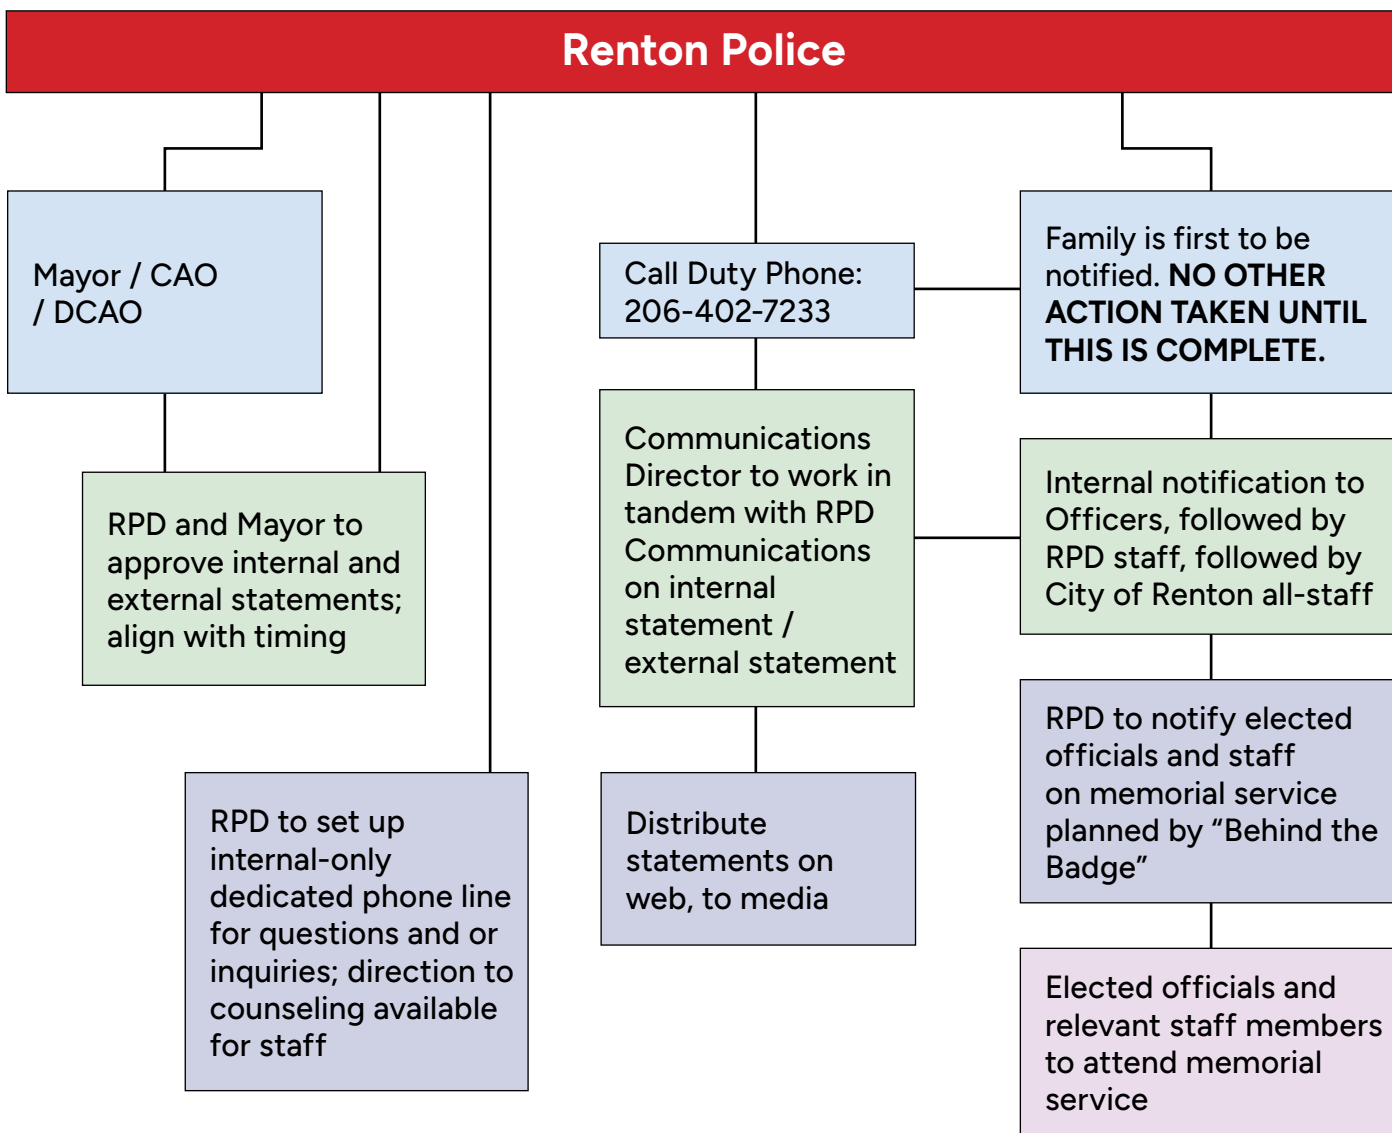 Renton Police
Mayor / CAO
/ DCAO
RPD and Mayor to
approve internal and
external statements;
align with timing
RPD to set up
internal-only
dedicated phone line
for questions and or
inquiries; direction to
counseling available
for staff
Call Duty Phone:
206-402-7233
Communications
Director to work in
tandem with RPD
Communications
on internal
statement /
external statement
Distribute
statements on
web, to media
Family is first to be
notified. NO OTHER
ACTION TAKEN UNTIL
THIS IS COMPLETE.
Internal notification to
Officers, followed by
RPD staff, followed by
City of Renton all-staff
RPD to notify elected
officials and staff
on memorial service
planned by “Behind the
Badge”
Elected officials and
relevant staff members
to attend memorial
service